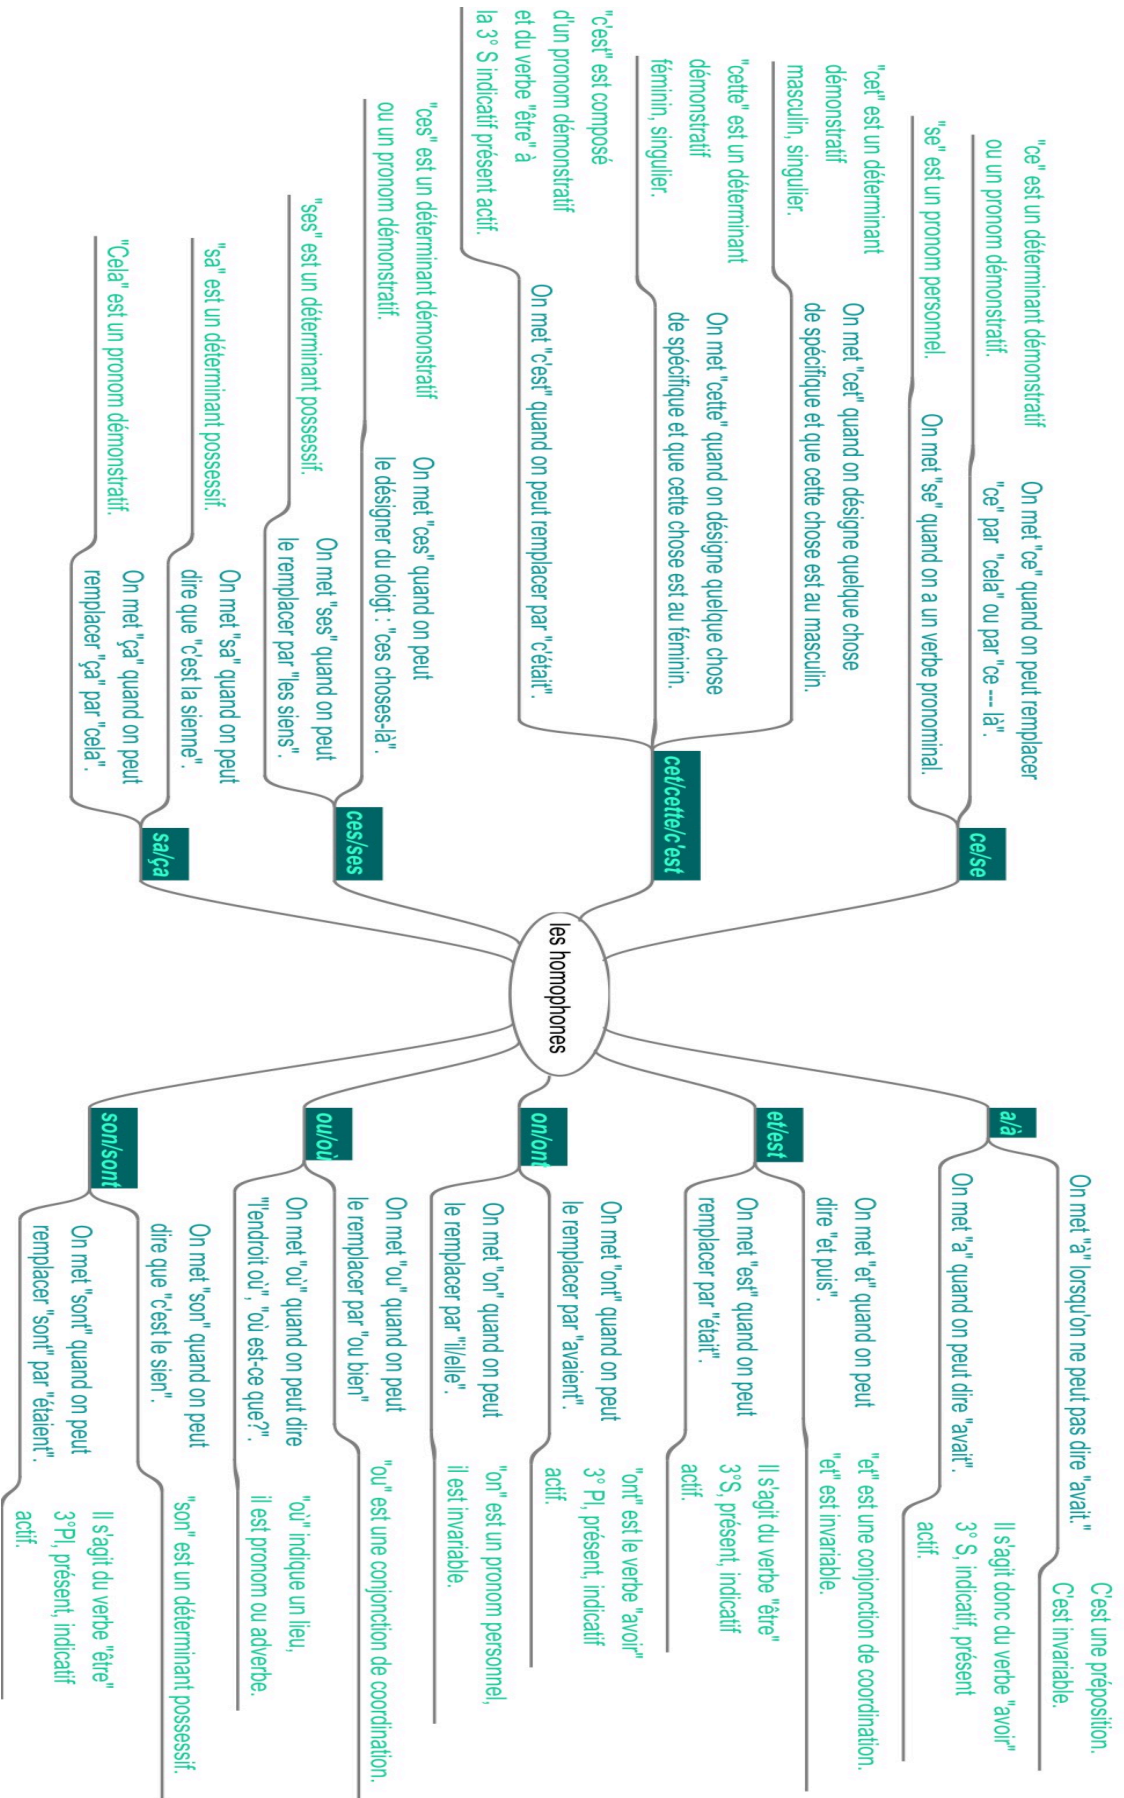 les homophones
a/à
On met "à" lorsqu'on ne peut pas dire "avait."
C'est une préposition.
C'est invariable.
On met "a" quand on peut dire "avait".
Il s'agit donc du verbe "avoir"
3° S, indicatif, présent
actif.
et/est
On met "et" quand on peut
dire "et puis".
"et" est une conjonction de coordination.
"et" est invariable.
On met "est" quand on peut
remplacer par "était".
Il s'agit du verbe "être"
3°S, présent, indicatif
actif.
on/ont
On met "ont" quand on peut
le remplacer par "avaient".
"ont" est le verbe "avoir"
3° Pl, présent, indicatif
actif.
On met "on" quand on peut
le remplacer par "il/elle".
"on" est un pronom personnel,
il est invariable.
ou/où
On met "ou" quand on peut
le remplacer par "ou bien"
"ou" est une conjonction de coordination.
On met "où" quand on peut dire
"l'endroit où", "où est-ce que?".
"où" indique un lieu,
il est pronom ou adverbe.
son/sont
On met "son" quand on peut
dire que "c'est le sien".
"son" est un déterminant possessif.
On met "sont" quand on peut
remplacer "sont" par "étaient".
Il s'agit du verbe "être"
3°Pl, présent, indicatif
actif.
ce/se
On met "ce" quand on peut remplacer
"ce" par "cela" ou par "ce --- là".
"ce" est un déterminant démonstratif
ou un pronom démonstratif.
On met "se" quand on a un verbe pronominal.
"se" est un pronom personnel.
cet/cette/c'est
On met "cet" quand on désigne quelque chose
de spécifique et que cette chose est au masculin.
"cet" est un déterminant
démonstratif
masculin, singulier.
On met "cette" quand on désigne quelque chose
de spécifique et que cette chose est au féminin.
"cette" est un déterminant
démonstratif
féminin, singulier.
On met "c'est" quand on peut remplacer par "c'était".
"c'est" est composé
d'un pronom démonstratif
et du verbe "être" à
la 3° S indicatif présent actif.
ces/ses
On met "ces" quand on peut
le désigner du doigt : "ces choses-là".
"ces" est un déterminant démonstratif
ou un pronom démonstratif.
On met "ses" quand on peut
le remplacer par "les siens".
"ses" est un déterminant possessif.
sa/ça
On met "sa" quand on peut
dire que "c'est la sienne".
"sa" est un déterminant possessif.
On met "ça" quand on peut
remplacer "ça" par "cela".
"Cela" est un pronom démonstratif.